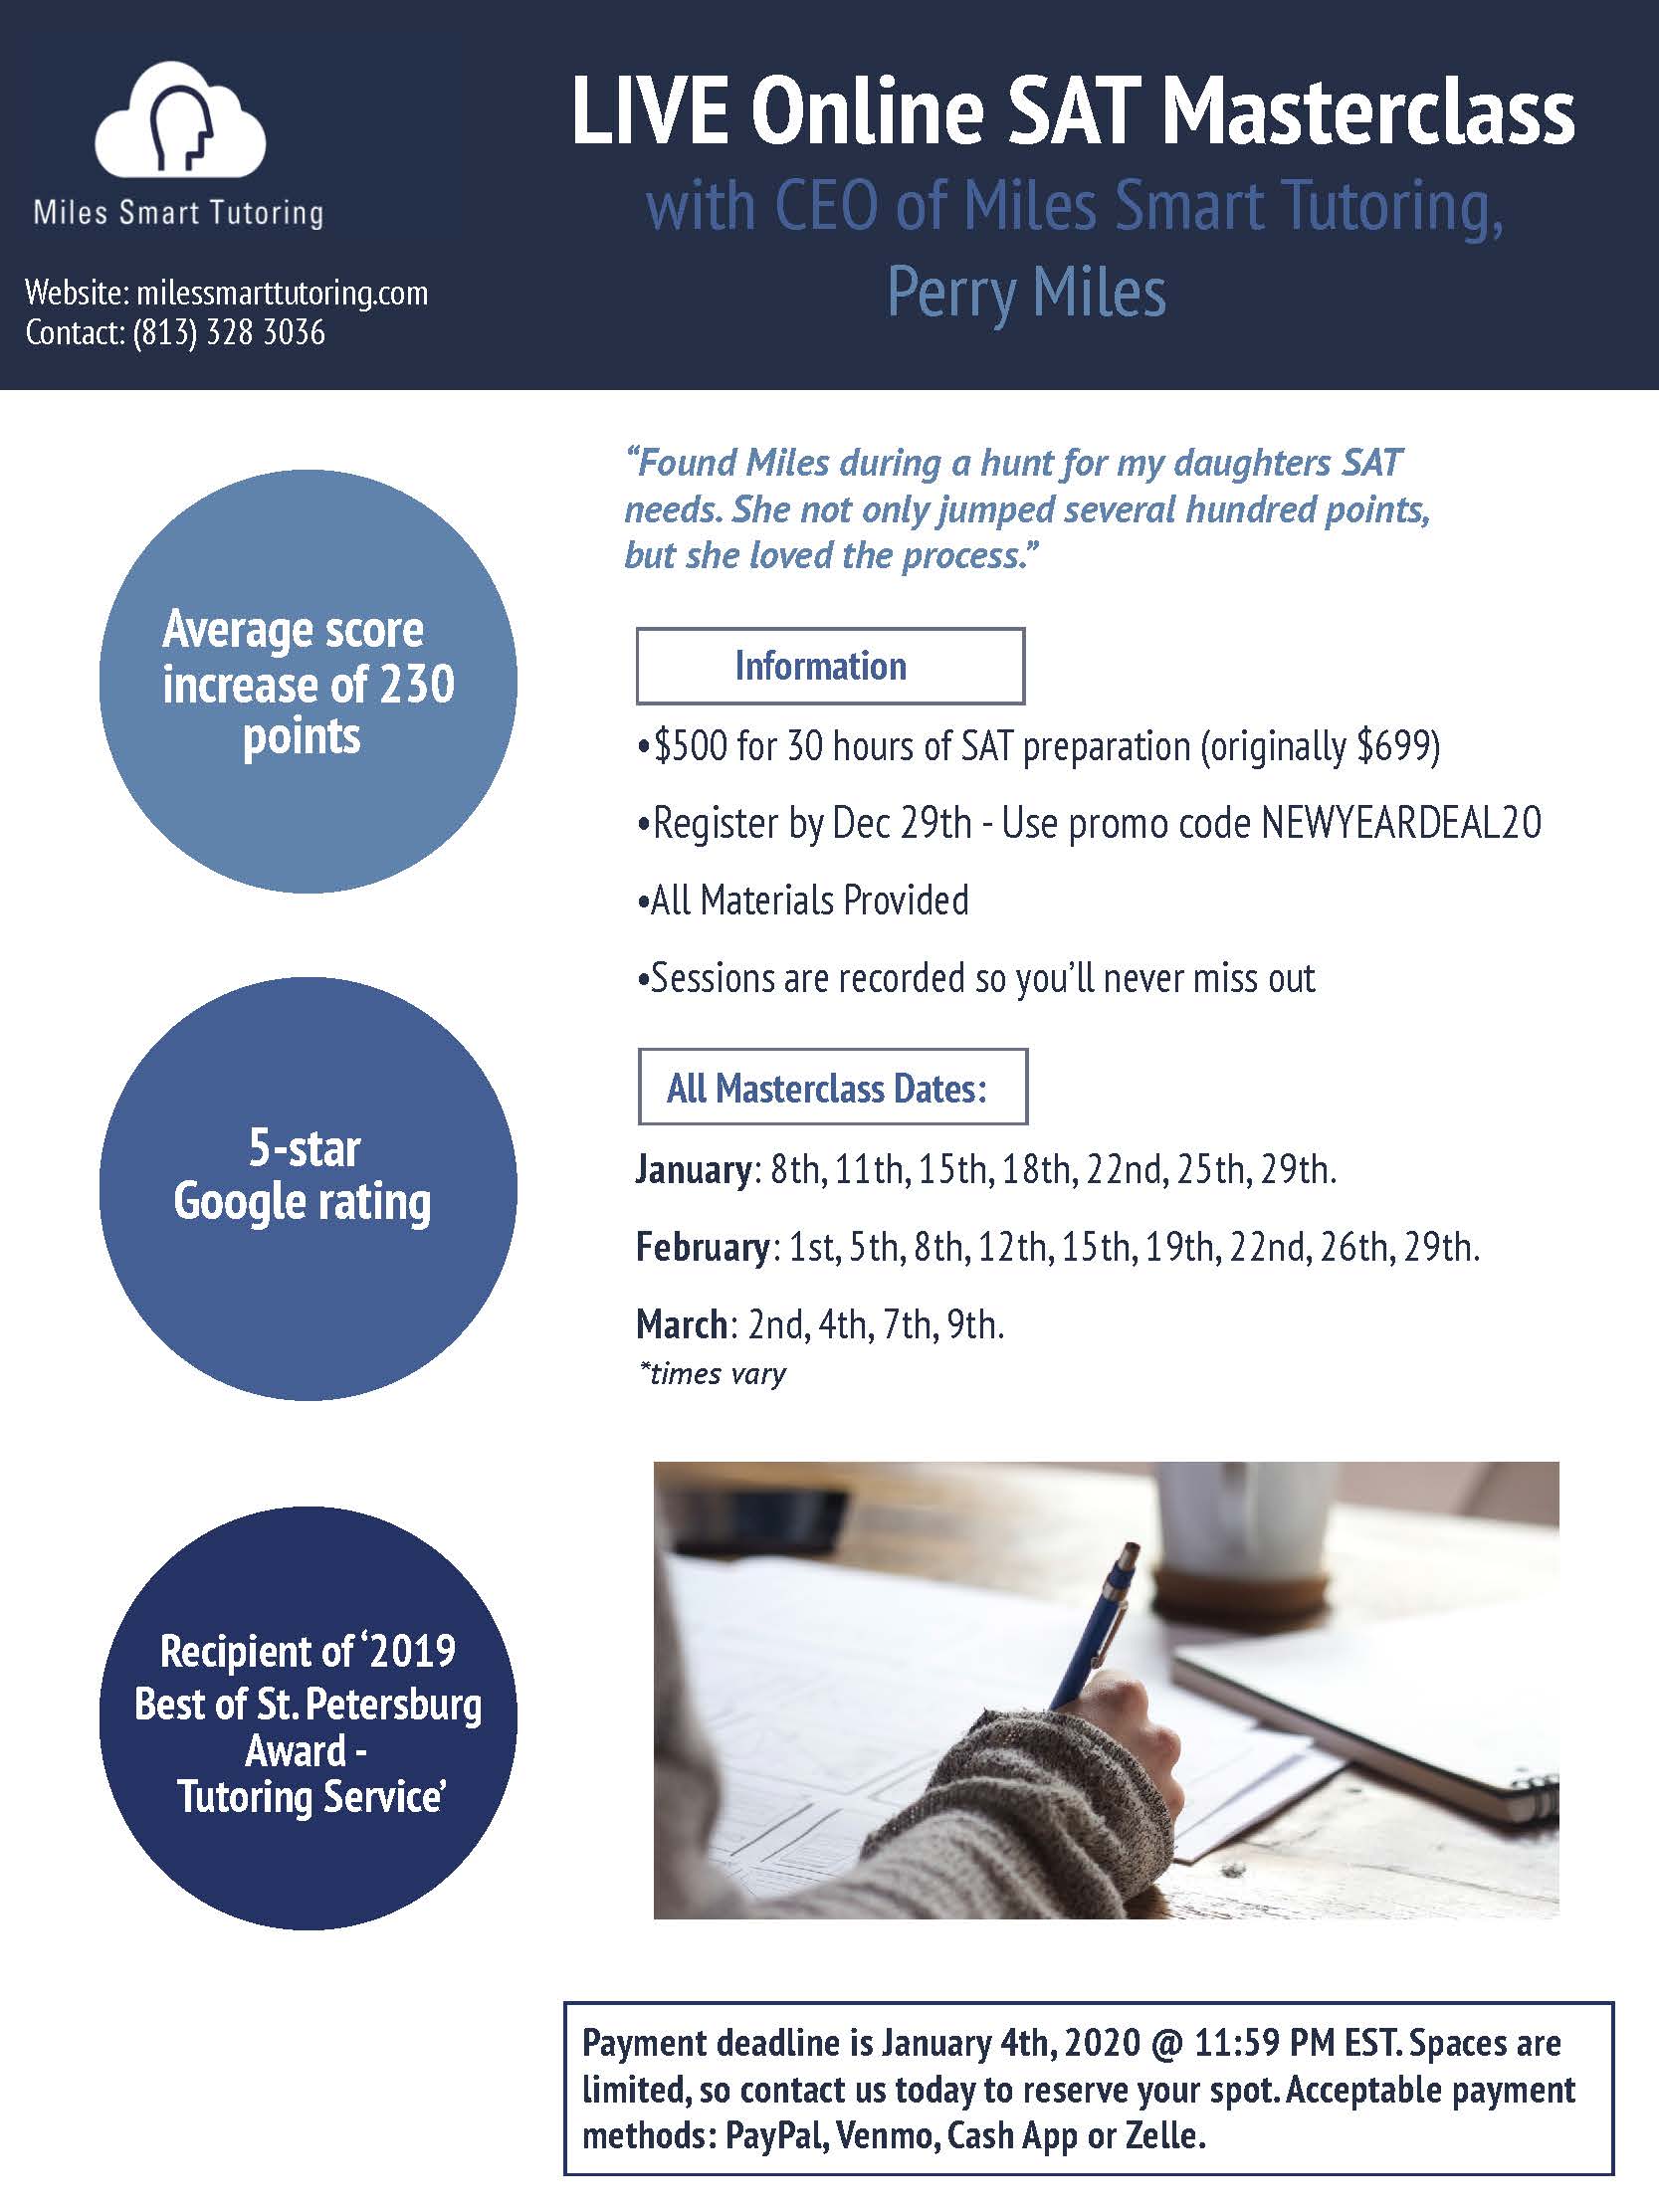 Miles Smart Tutoring
Website: milessmarttutoring.com
Contact: (813) 328 3036
LIVE Online SAT Masterclass
with CEO of Miles Smart Tutoring,
Perry Miles
Average score
increase of 230
points
5-star
Google rating
Recipient of ‘2019
Best of St. Petersburg
Award -
Tutoring Service’
“Found Miles during a hunt for my daughters SAT
needs. She not only jumped several hundred points,
but she loved the process.”
Information
•$500 for 30 hours of SAT preparation (originally $699)
•Register by Dec 29th - Use promo code NEWYEARDEAL20
•All Materials Provided
•Sessions are recorded so you’ll never miss out
All Masterclass Dates:
January: 8th, 11th, 15th, 18th, 22nd, 25th, 29th.
February: 1st, 5th, 8th, 12th, 15th, 19th, 22nd, 26th, 29th.
March: 2nd, 4th, 7th, 9th.
*times vary
Payment deadline is January 4th, 2020 @ 11:59 PM EST. Spaces are
limited, so contact us today to reserve your spot. Acceptable payment
methods: PayPal, Venmo, Cash App or Zelle.